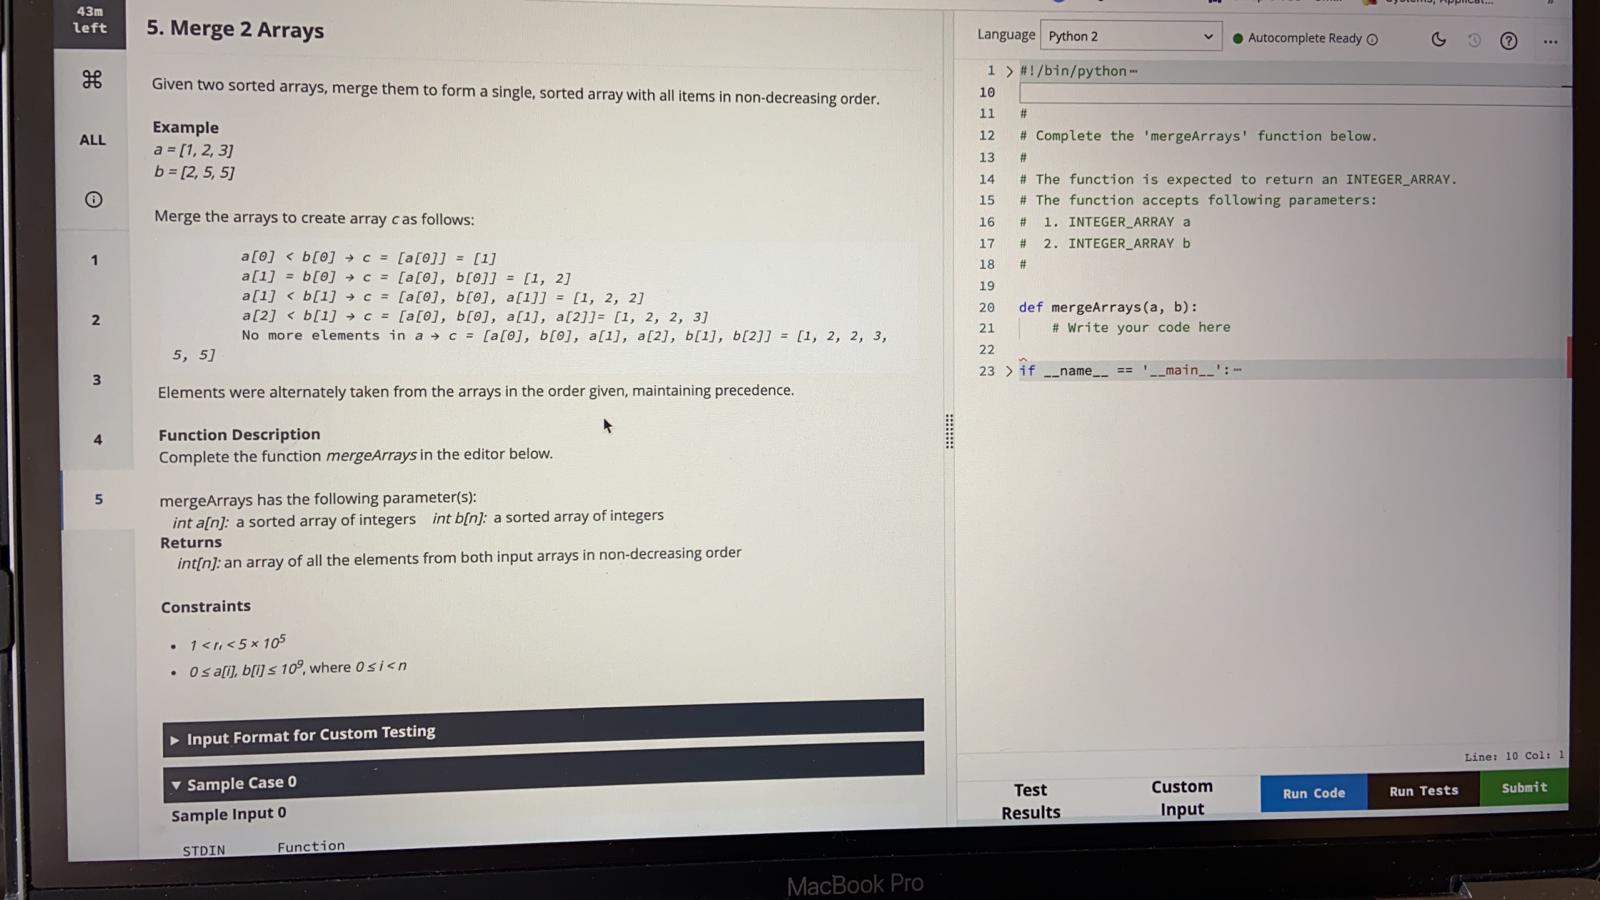 43m
left
5. Merge 2 Arrays
Given two sorted arrays, merge them to form a single, sorted array with all items in non-decreasing order.
Example
a = [1, 2, 3]
b = [2, 5, 5]
Merge the arrays to create array c as follows:
a[0] < b[0] → c = [a[0]] = [1]
a[1] = b[0] → c = [a[0], b[0]] = [1, 2]
a[1] < b[1] → c = [a[0], b[0], a[1]] = [1, 2, 2]
a[2] < b[1] → c = [a[0], b[0], a[1], a[2]]= [1, 2, 2, 3]
No more elements in a → c = [a[0], b[0], a[1], a[2], b[1], b[2]] = [1, 2, 2, 3,
5, 5]
Elements were alternately taken from the arrays in the order given, maintaining precedence.
Function Description
Complete the function mergeArrays in the editor below.
mergeArrays has the following parameter(s):
int a[n]: a sorted array of integers int b[n]: a sorted array of integers
Returns
int[n]: an array of all the elements from both input arrays in non-decreasing order
Constraints
• 1 < n < 5 × 10⁵
• 0 ≤ a[i], b[i] ≤ 10⁹, where 0 ≤ i < n
▶ Input Format for Custom Testing
▼ Sample Case 0
Sample Input 0
STDIN Function
⌘
ALL
1
2
3
4
5
Language Python 2 Autocomplete Ready
1 #!/bin/python⋯
10
11 #
12 # Complete the 'mergeArrays' function below.
13 #
14 # The function is expected to return an INTEGER_ARRAY.
15 # The function accepts following parameters:
16 # 1. INTEGER_ARRAY a
17 # 2. INTEGER_ARRAY b
18 #
19
20 def mergeArrays(a, b):
21 # Write your code here
22
23 if __name__ == '__main__':⋯
Line: 10 Col: 1
Test
Results
Custom
Input
Run Code
Run Tests
Submit
MacBook Pro